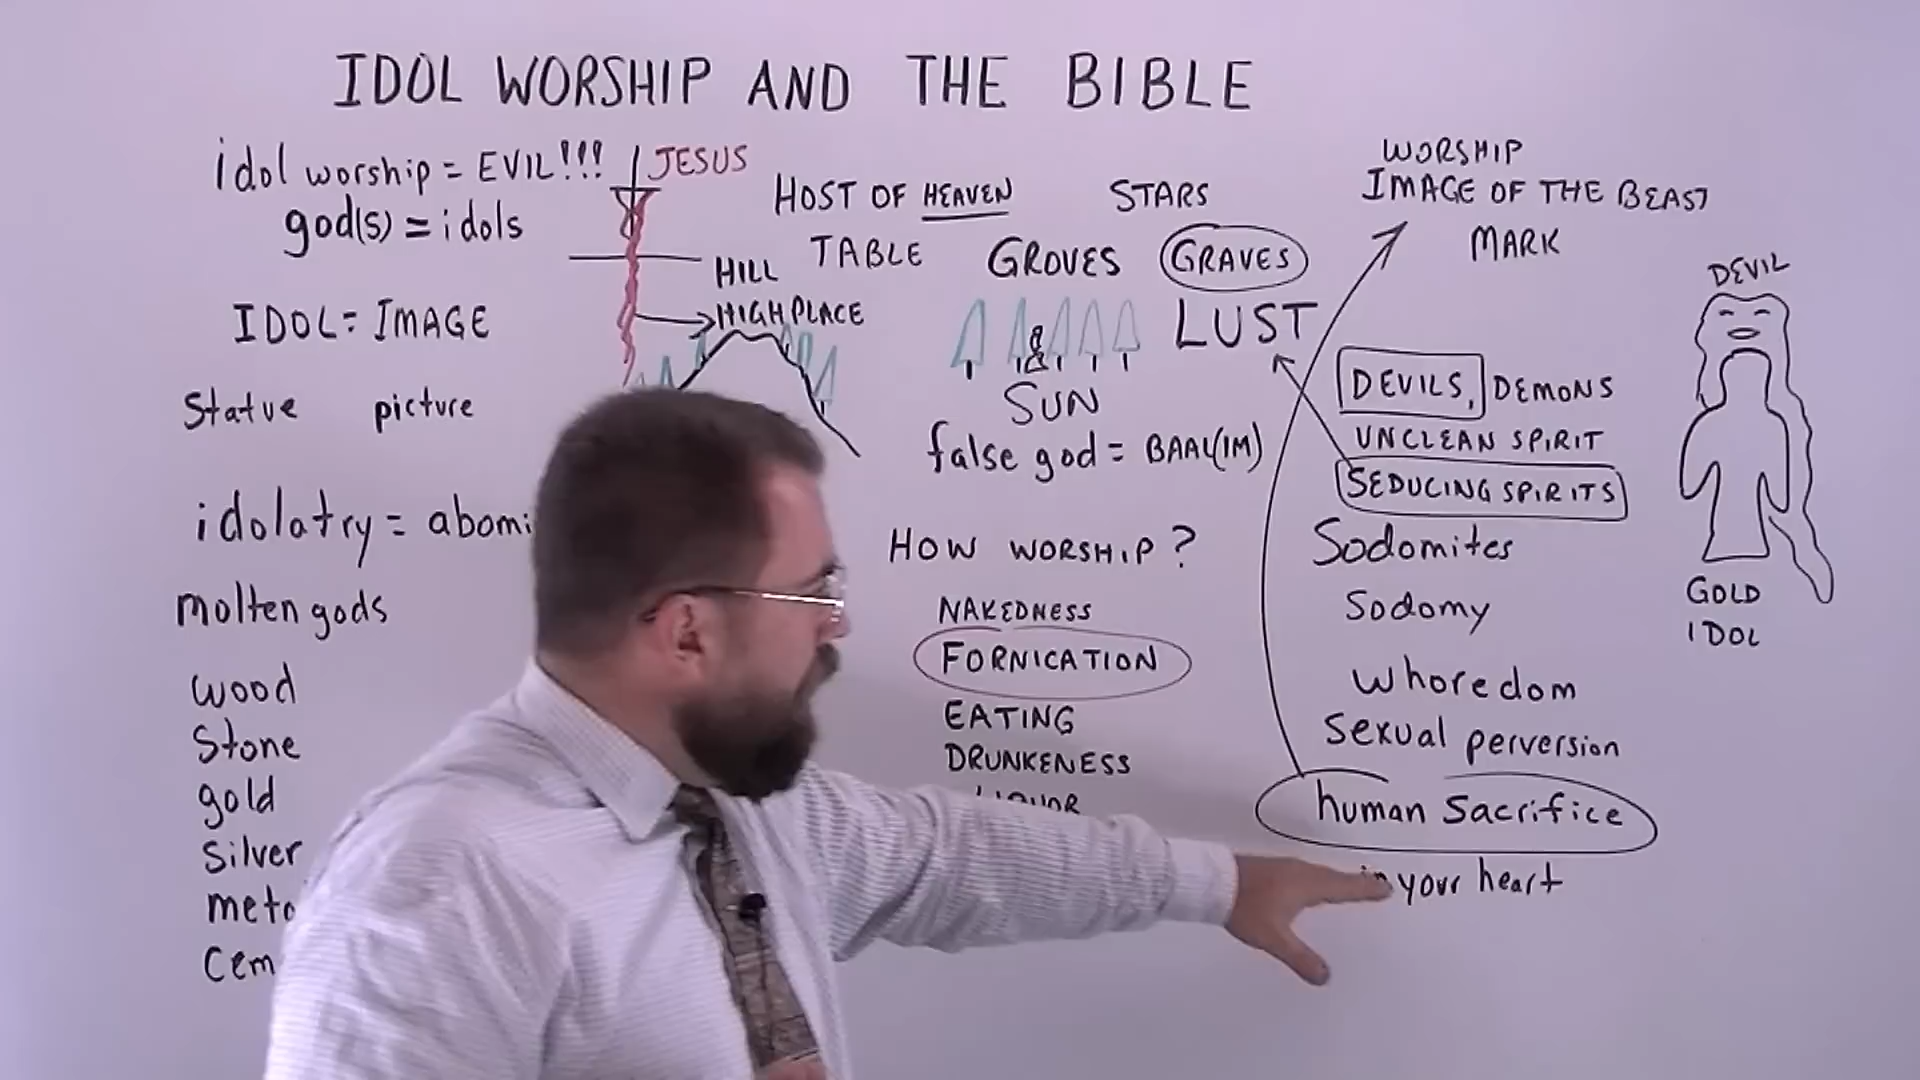 IDOL WORSHIP AND THE BIBLE
idol worship = EVIL!!!
god(s) = idols
IDOL = IMAGE
Statue picture
idolatry = abomi
molten gods
wood
Stone
gold
Silver
meta
Cem
JESUS
HOST OF HEAVEN
TABLE
HILL
HIGH PLACE
STARS
GROVES
GRAVES
LUST
SUN
false god = BAAL(IM)
HOW WORSHIP?
NAKEDNESS
FORNICATION
EATING
DRUNKENESS
LIQUOR
WORSHIP
IMAGE OF THE BEAST
MARK
DEVILS, DEMONS
UNCLEAN SPIRIT
SEDUCING SPIRITS
Sodomites
Sodomy
whoredom
Sexual perversion
human Sacrifice
in your heart
DEVIL
GOLD
IDOL